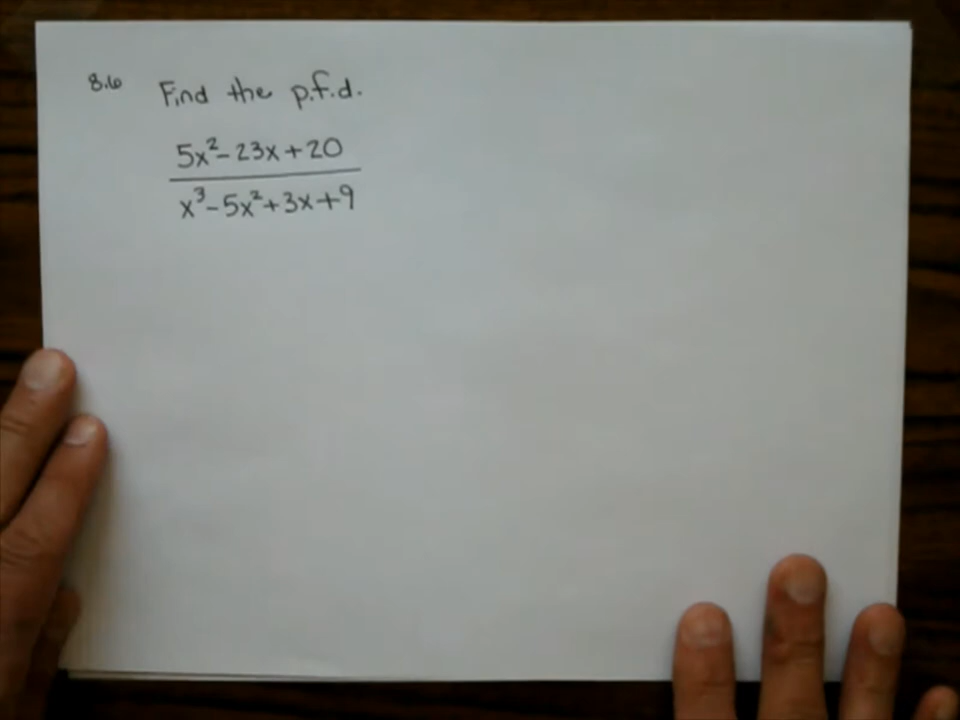 8.6 Find the p.f.d.
5x²-23x+20
x³-5x²+3x+9